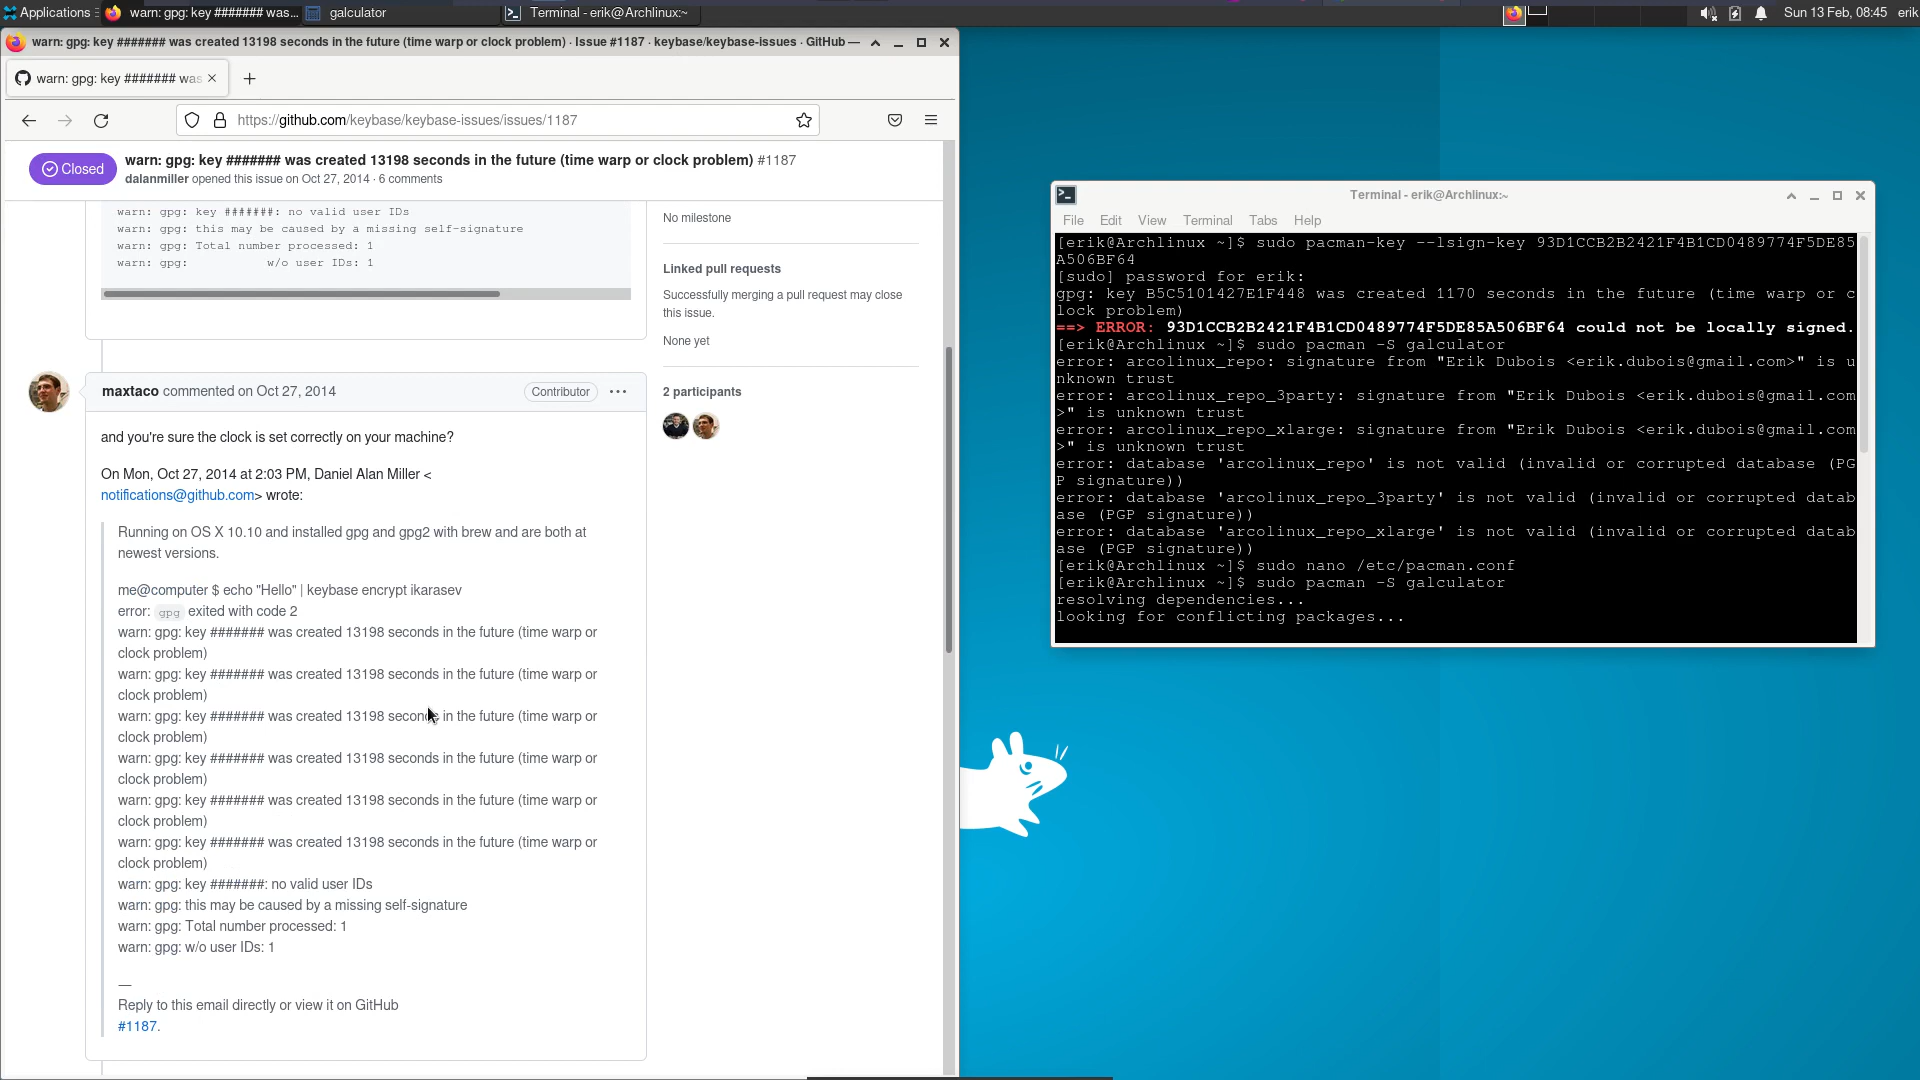 Applications
warn: gpg: key ####### was...
galculator
Terminal - erik@Archlinux:~
Sun 13 Feb, 08:45
erik
warn: gpg: key ####### was created 13198 seconds in the future (time warp or clock problem) · Issue #1187 · keybase/keybase-issues · GitHub —
warn: gpg: key ####### was
https://github.com/keybase/keybase-issues/issues/1187
Closed
warn: gpg: key ####### was created 13198 seconds in the future (time warp or clock problem) #1187
dalanmiller opened this issue on Oct 27, 2014 · 6 comments
warn: gpg: key #######: no valid user IDs
warn: gpg: this may be caused by a missing self-signature
warn: gpg: Total number processed: 1
warn: gpg:           w/o user IDs: 1
No milestone
Linked pull requests
Successfully merging a pull request may close
this issue.
None yet
2 participants
maxtaco commented on Oct 27, 2014
Contributor
and you're sure the clock is set correctly on your machine?
On Mon, Oct 27, 2014 at 2:03 PM, Daniel Alan Miller <
notifications@github.com> wrote:
Running on OS X 10.10 and installed gpg and gpg2 with brew and are both at
newest versions.
me@computer $ echo "Hello" | keybase encrypt ikarasev
error: gpg exited with code 2
warn: gpg: key ####### was created 13198 seconds in the future (time warp or
clock problem)
warn: gpg: key ####### was created 13198 seconds in the future (time warp or
clock problem)
warn: gpg: key ####### was created 13198 seconds in the future (time warp or
clock problem)
warn: gpg: key ####### was created 13198 seconds in the future (time warp or
clock problem)
warn: gpg: key ####### was created 13198 seconds in the future (time warp or
clock problem)
warn: gpg: key ####### was created 13198 seconds in the future (time warp or
clock problem)
warn: gpg: key #######: no valid user IDs
warn: gpg: this may be caused by a missing self-signature
warn: gpg: Total number processed: 1
warn: gpg: w/o user IDs: 1
—
Reply to this email directly or view it on GitHub
#1187.
Terminal - erik@Archlinux:~
File Edit View Terminal Tabs Help
[erik@Archlinux ~]$ sudo pacman-key --lsign-key 93D1CCB2B2421F4B1CD0489774F5DE85
A506BF64
[sudo] password for erik:
gpg: key B5C5101427E1F448 was created 1170 seconds in the future (time warp or c
lock problem)
==> ERROR: 93D1CCB2B2421F4B1CD0489774F5DE85A506BF64 could not be locally signed.
[erik@Archlinux ~]$ sudo pacman -S galculator
error: arcolinux_repo: signature from "Erik Dubois <erik.dubois@gmail.com>" is u
nknown trust
error: arcolinux_repo_3party: signature from "Erik Dubois <erik.dubois@gmail.com
>" is unknown trust
error: arcolinux_repo_xlarge: signature from "Erik Dubois <erik.dubois@gmail.com
>" is unknown trust
error: database 'arcolinux_repo' is not valid (invalid or corrupted database (PG
P signature))
error: database 'arcolinux_repo_3party' is not valid (invalid or corrupted datab
ase (PGP signature))
error: database 'arcolinux_repo_xlarge' is not valid (invalid or corrupted datab
ase (PGP signature))
[erik@Archlinux ~]$ sudo nano /etc/pacman.conf
[erik@Archlinux ~]$ sudo pacman -S galculator
resolving dependencies...
looking for conflicting packages...